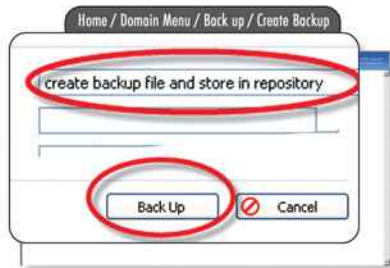 Home / Domain Menu / Back up / Create Backup
create backup file and store in repository
Back Up
Cancel